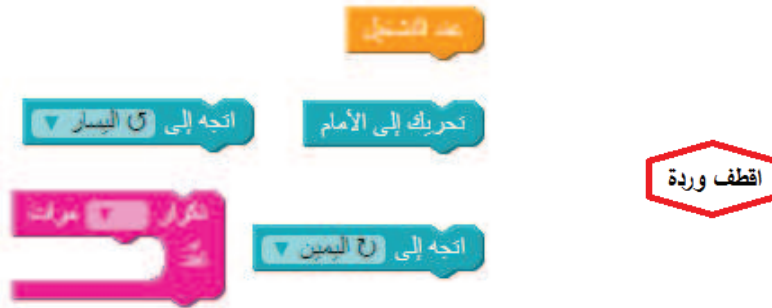 عند التشغيل
تحريك إلى الأمام
اتجه إلى اليسار
اقطف وردة
تكرار مرات
اتجه إلى اليمين